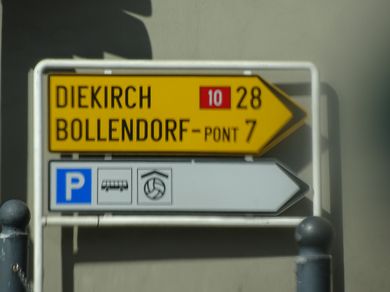 DIEKIRCH 10 28
BOLLENDORF-PONT 7
P